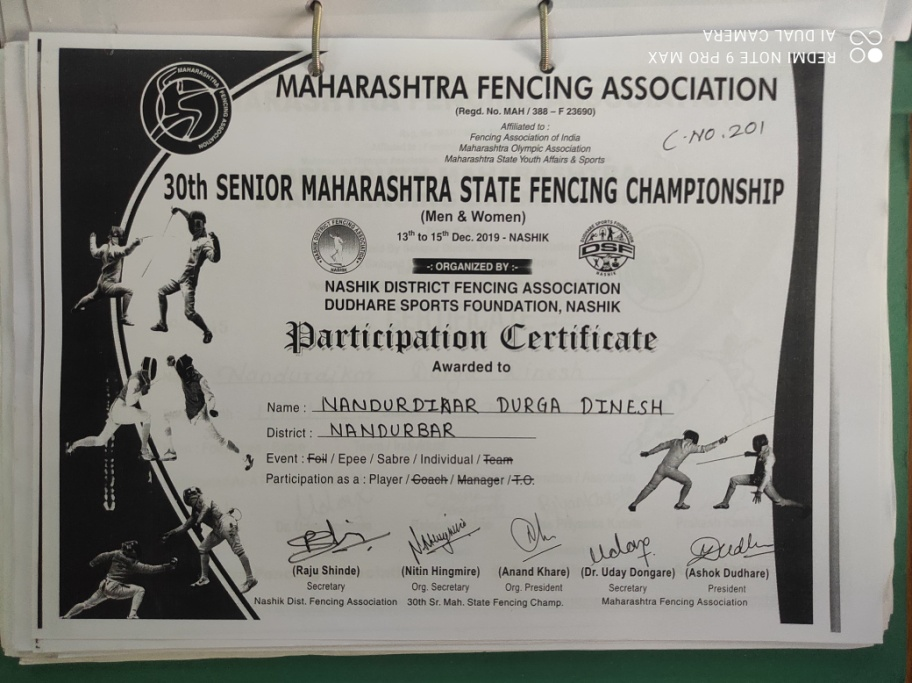 REDMI NOTE 9 PRO MAX
AI DUAL CAMERA
MAHARASHTRA FENCING ASSOCIATION
MAHARASHTRA FENCING ASSOCIATION
(Regd. No. MAH / 388 – F 23690)
Affiliated to :
Fencing Association of India
Maharashtra Olympic Association
Maharashtra State Youth Affairs & Sports
C-NO. 201
30th SENIOR MAHARASHTRA STATE FENCING CHAMPIONSHIP
(Men & Women)
13th to 15th Dec. 2019 - NASHIK
NASHIK DISTRICT FENCING ASSOCIATION
NASHIK
DUDHARE SPORTS FOUNDATION
DSF
NASHIK
-: ORGANIZED BY :-
NASHIK DISTRICT FENCING ASSOCIATION
DUDHARE SPORTS FOUNDATION, NASHIK
Participation Certificate
Awarded to
Name : NANDURDIKAR DURGA DINESH
District : NANDURBAR
Event : Foil / Epee / Sabre / Individual / Team
Participation as a : Player / Coach / Manager / T.O.
(Raju Shinde) (Nitin Hingmire) (Anand Khare) (Dr. Uday Dongare) (Ashok Dudhare)
Secretary Org. Secretary Org. President Secretary President
Nashik Dist. Fencing Association 30th Sr. Mah. State Fencing Champ. Maharashtra Fencing Association